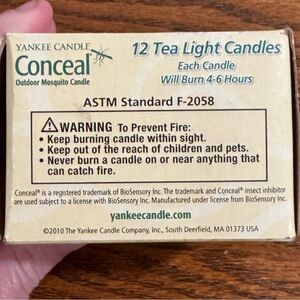 YANKEE CANDLE®
Conceal®
Outdoor Mosquito Candle
12 Tea Light Candles
Each Candle
Will Burn 4-6 Hours
ASTM Standard F-2058
WARNING To Prevent Fire:
• Keep burning candle within sight.
• Keep out of the reach of children and pets.
• Never burn a candle on or near anything that
can catch fire.
Conceal® is a registered trademark of BioSensory Inc. The trademark and Conceal® insect inhibitor
are used subject to a license with BioSensory Inc. Manufactured under license from BioSensory Inc.
yankeecandle.com
©2010 The Yankee Candle Company, Inc., South Deerfield, MA 01373 USA